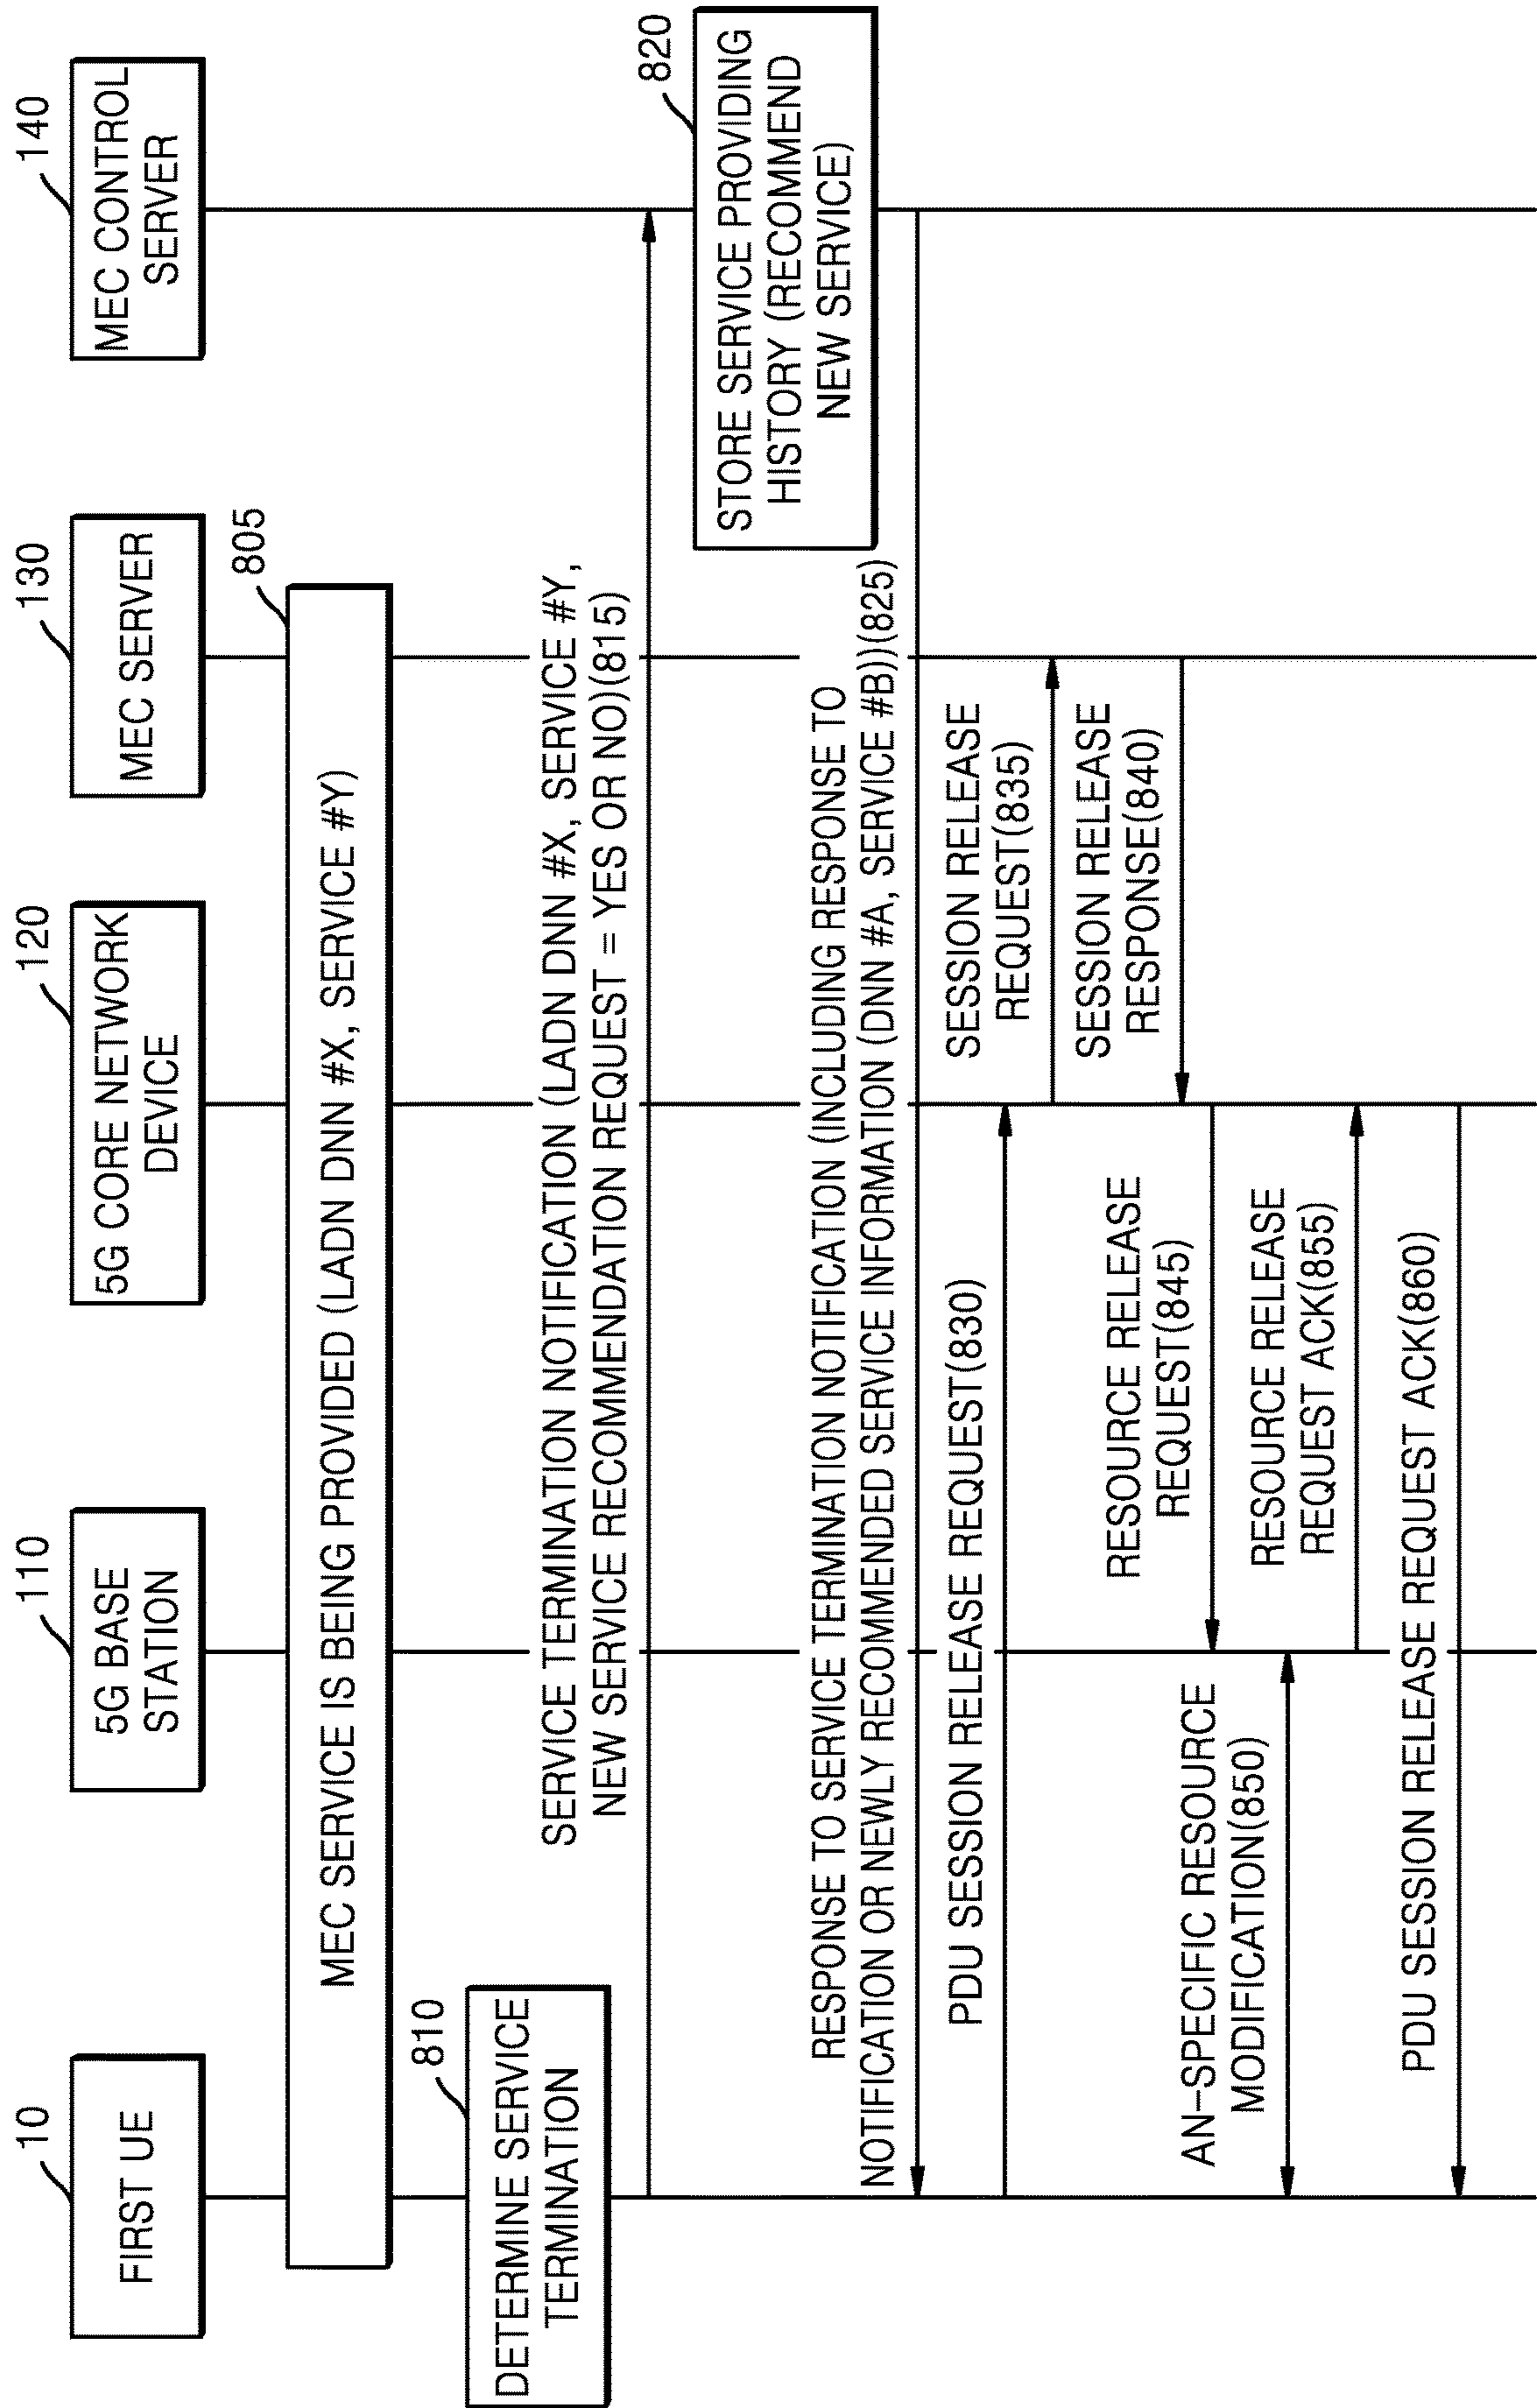 10
FIRST UE
110
5G BASE
STATION
120
5G CORE NETWORK
DEVICE
130
MEC SERVER
140
MEC CONTROL
SERVER
805
MEC SERVICE IS BEING PROVIDED (LADN DNN #X, SERVICE #Y)
810
DETERMINE SERVICE
TERMINATION
SERVICE TERMINATION NOTIFICATION (LADN DNN #X, SERVICE #Y,
NEW SERVICE RECOMMENDATION REQUEST = YES OR NO)(815)
820
STORE SERVICE PROVIDING
HISTORY (RECOMMEND
NEW SERVICE)
RESPONSE TO SERVICE TERMINATION NOTIFICATION (INCLUDING RESPONSE TO
NOTIFICATION OR NEWLY RECOMMENDED SERVICE INFORMATION (DNN #A, SERVICE #B))(825)
PDU SESSION RELEASE REQUEST(830)
SESSION RELEASE
REQUEST(835)
SESSION RELEASE
RESPONSE(840)
RESOURCE RELEASE
REQUEST(845)
AN-SPECIFIC RESOURCE
MODIFICATION(850)
RESOURCE RELEASE
REQUEST ACK(855)
PDU SESSION RELEASE REQUEST ACK(860)